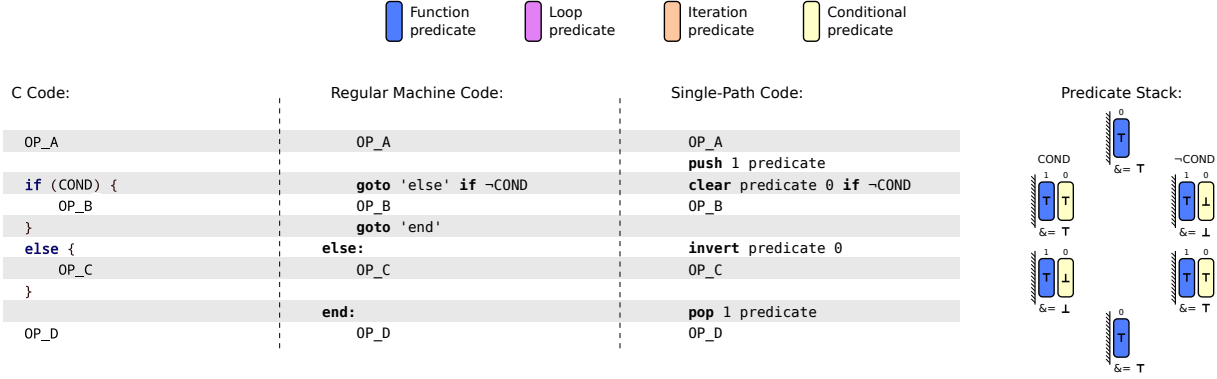 Function predicate
Loop predicate
Iteration predicate
Conditional predicate
C Code:
Regular Machine Code:
Single-Path Code:
Predicate Stack:
OP_A
OP_A
OP_A
push 1 predicate
if (COND) {
goto 'else' if ¬COND
clear predicate 0 if ¬COND
OP_B
OP_B
OP_B
}
goto 'end'
else {
else:
invert predicate 0
OP_C
OP_C
OP_C
}
end:
pop 1 predicate
OP_D
OP_D
OP_D
0
⊤
&= ⊤
COND
1 0
⊤ ⊤
&= ⊤
¬COND
1 0
⊤ ⊥
&= ⊥
1 0
⊤ ⊥
&= ⊥
1 0
⊤ ⊤
&= ⊤
0
⊤
&= ⊤